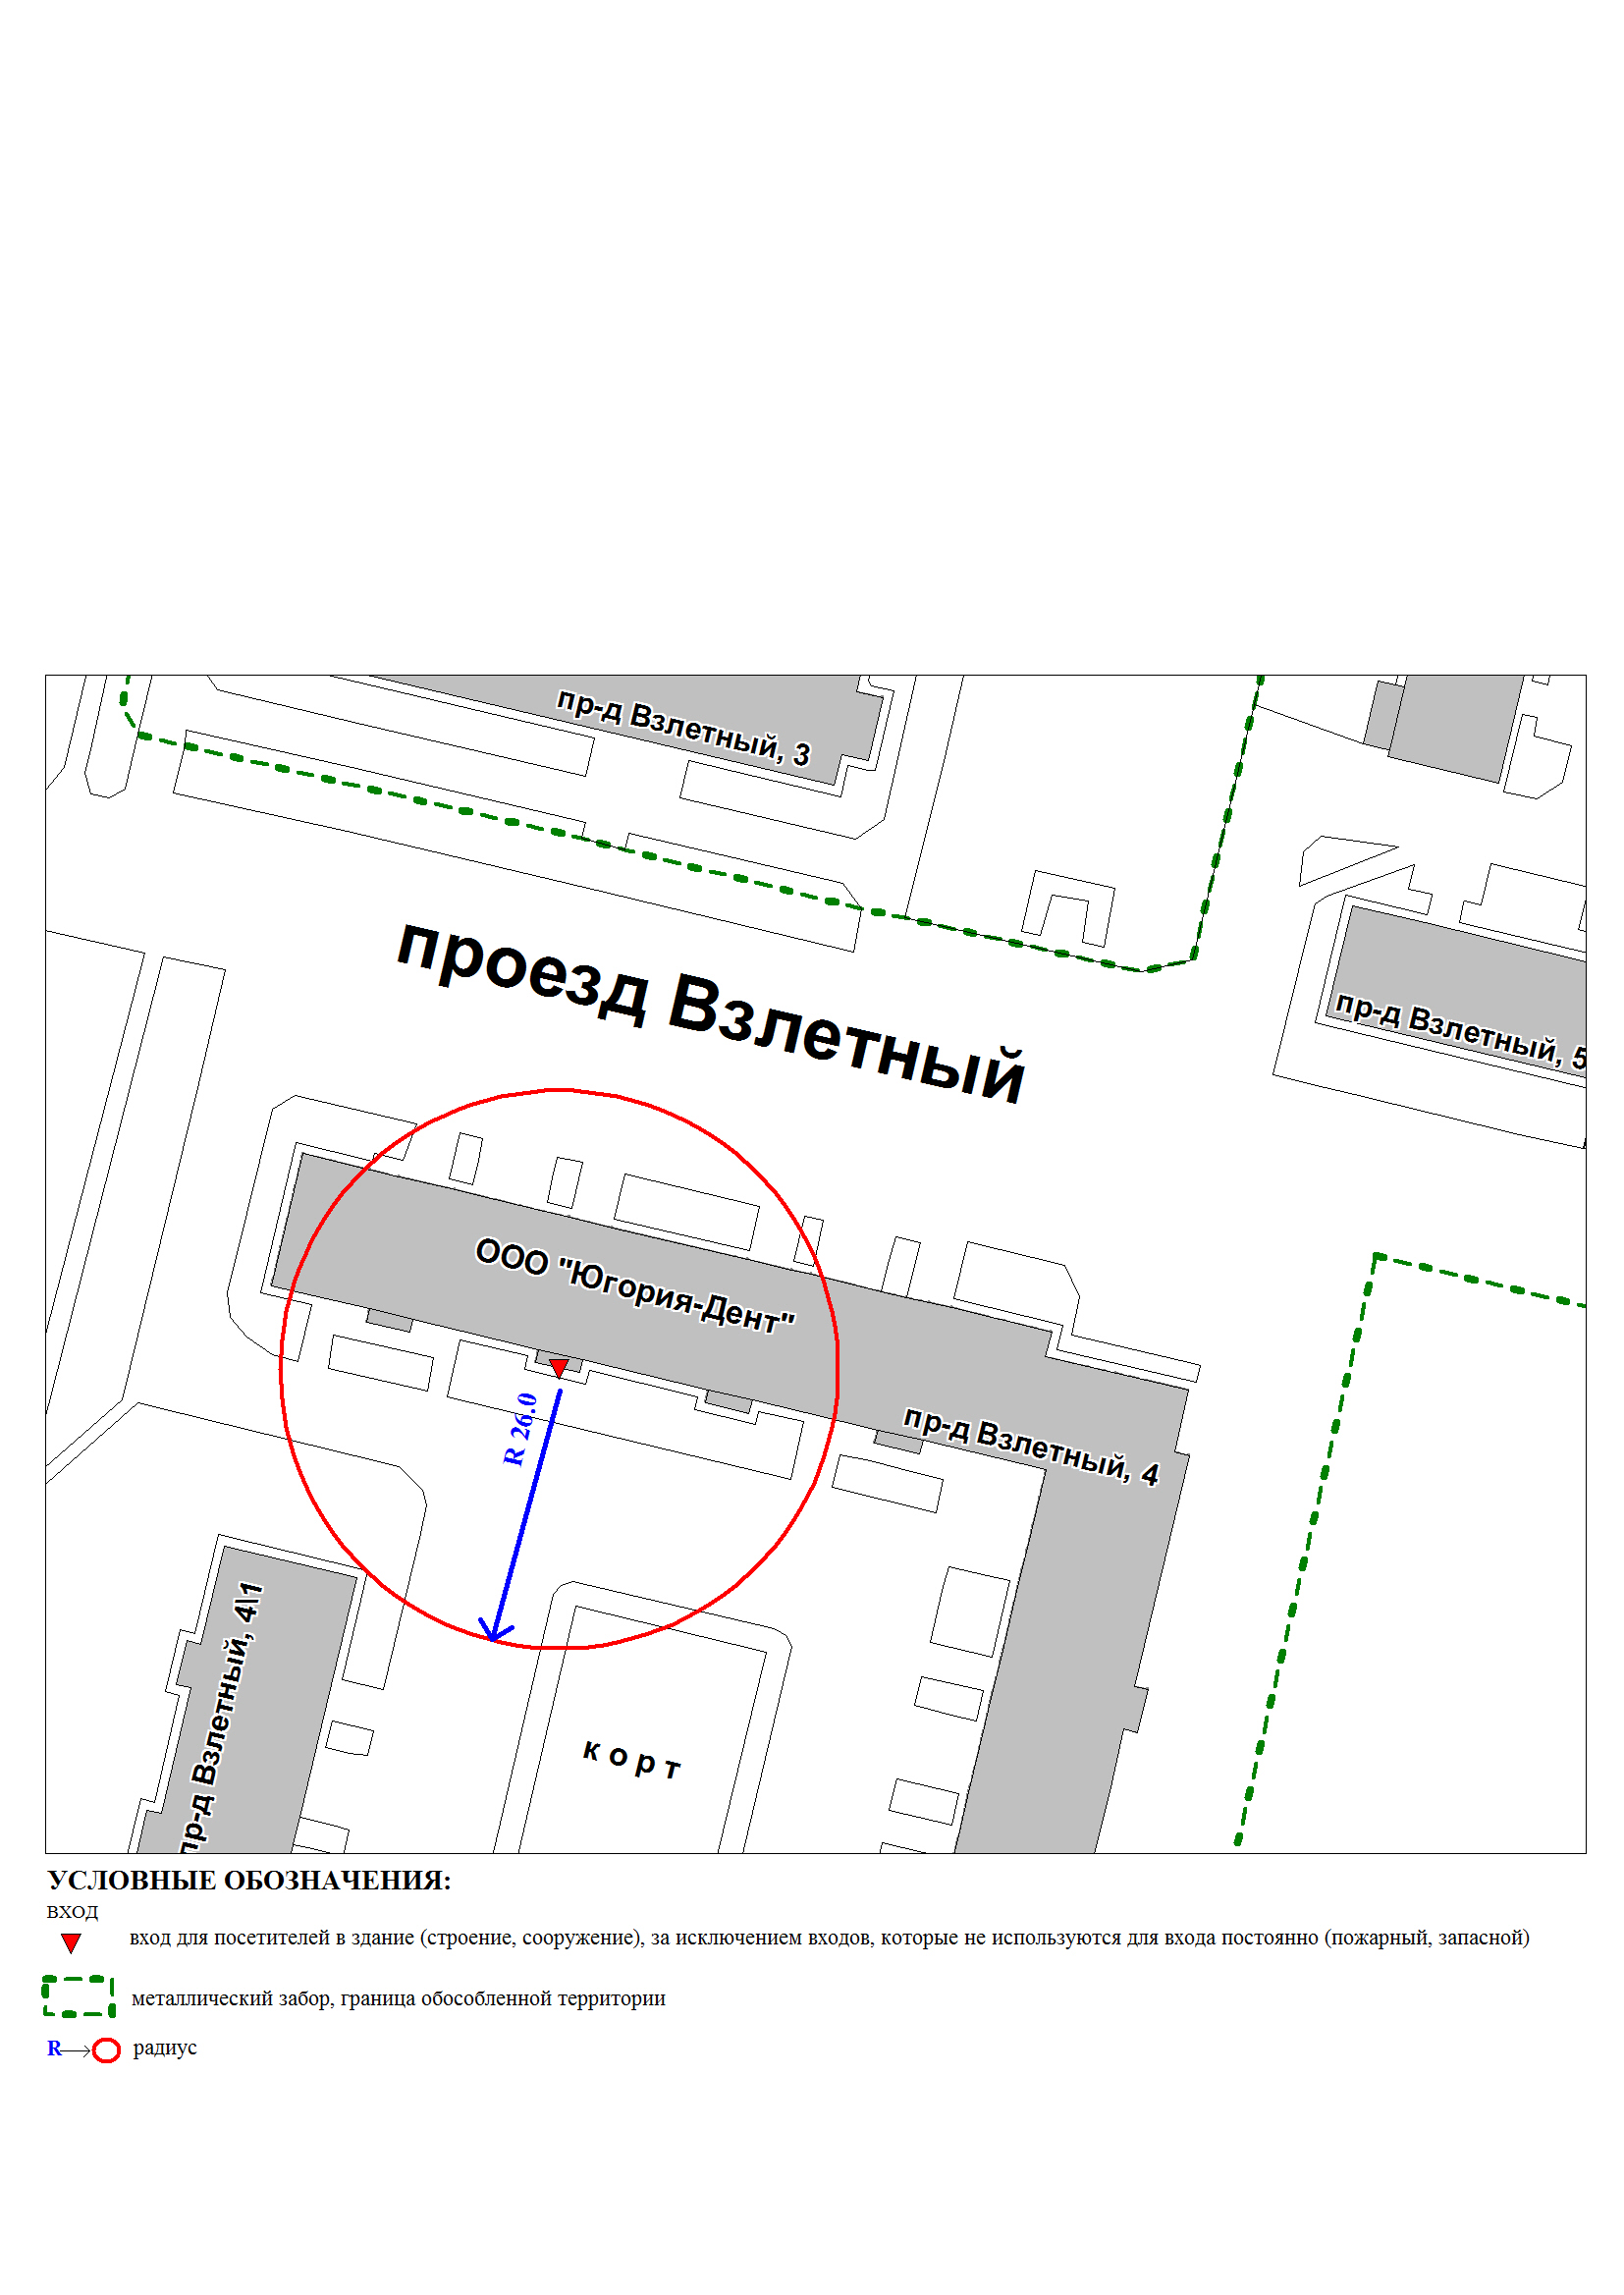 пр-д Взлетный, 3
проезд Взлетный
пр-д Взлетный, 5
ООО "Югория-Дент"
R 26.0
пр-д Взлетный, 4
пр-д Взлетный, 4\1
корт
УСЛОВНЫЕ ОБОЗНАЧЕНИЯ:
ВХОД
вход для посетителей в здание (строение, сооружение), за исключением входов, которые не используются для входа постоянно (пожарный, запасной)
металлический забор, граница обособленной территории
R
радиус